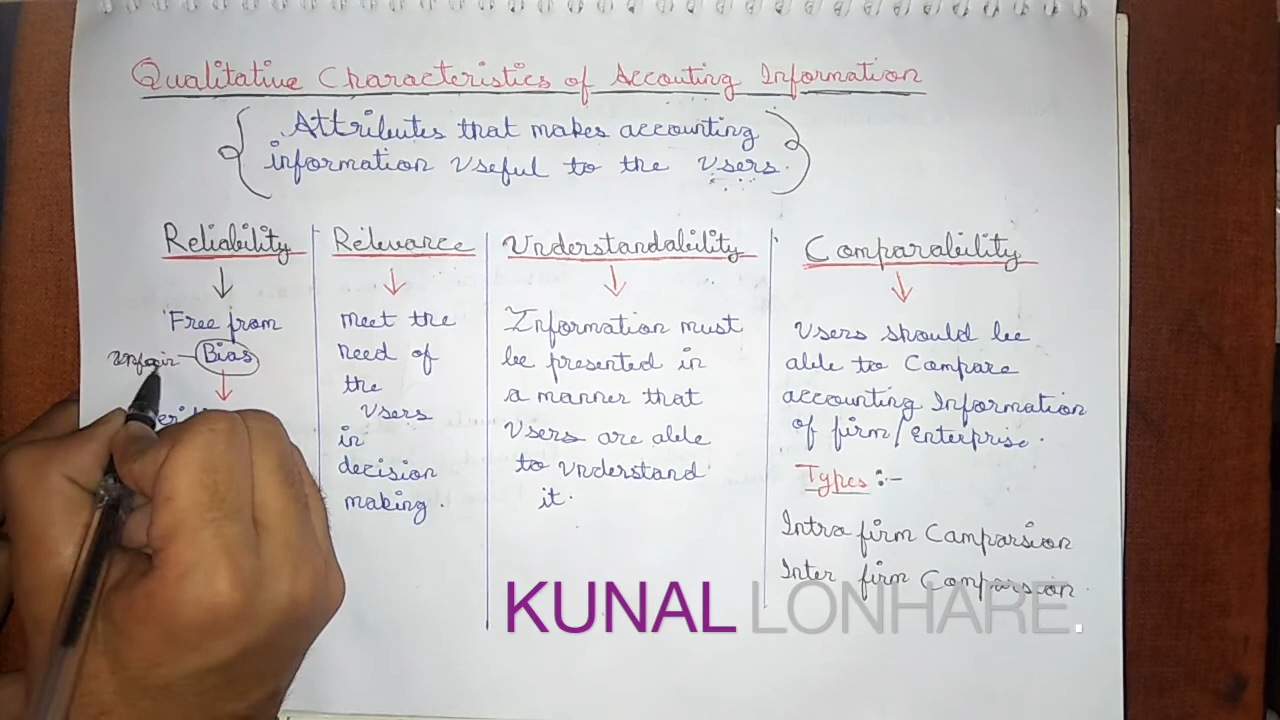 Qualitative Characteristics of Accouting Information
Attributes that makes accounting
information useful to the users.
Reliability
Free from
unfair
Bias
Relevance
meet the
need of
the
users
in
decision
making.
Understandability
Information must
be presented in
a manner that
users are able
to understand
it.
Comparability
Users should be
able to Compare
accounting Information
of firm/Enterprise.
Types :-
Intra firm Comparsion
Inter firm Comparsion.
KUNAL LONHARE.